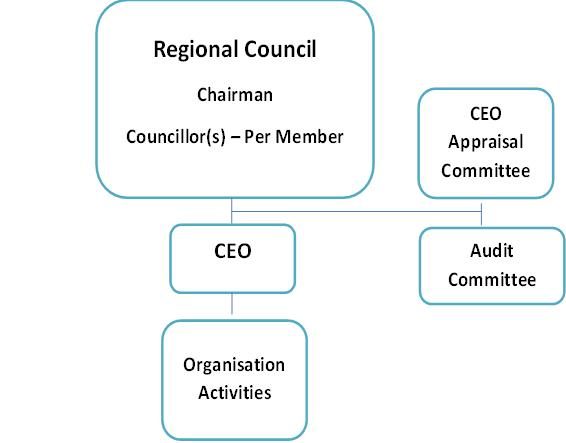 Regional Council
Chairman
Councillor(s) – Per Member
CEO
Appraisal
Committee
CEO
Audit
Committee
Organisation
Activities